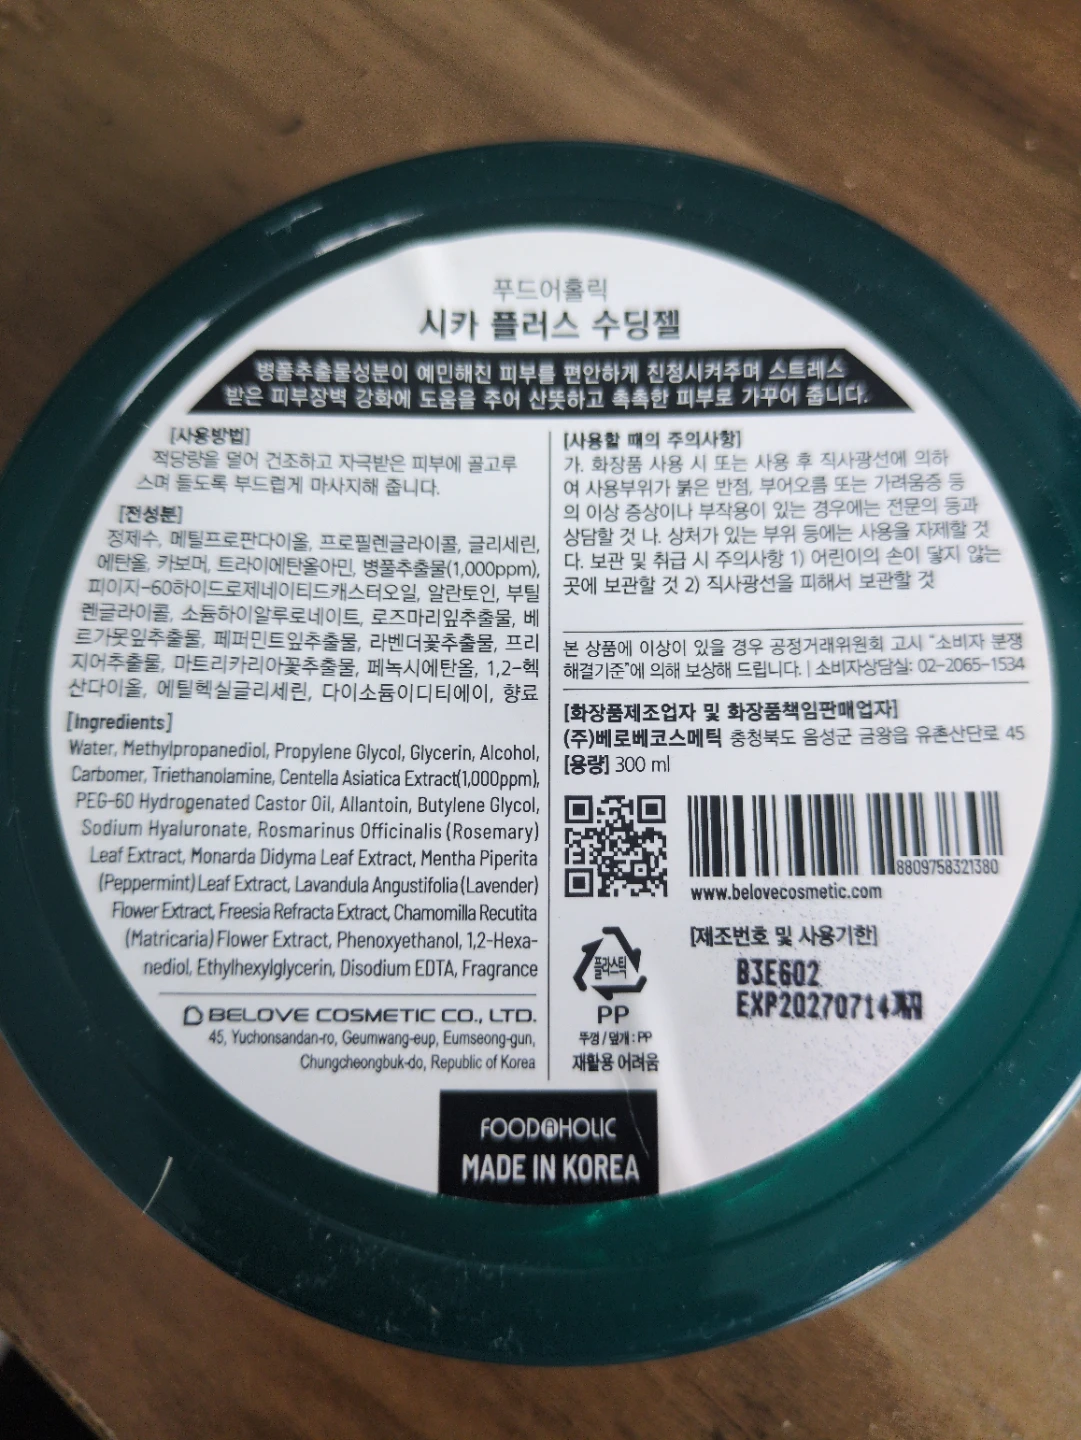 푸드어홀릭
시카 플러스 수딩젤
병풀추출물성분이 예민해진 피부를 편안하게 진정시켜주며 스트레스
받은 피부장벽 강화에 도움을 주어 산뜻하고 촉촉한 피부로 가꾸어 줍니다.
[사용방법]
적당량을 덜어 건조하고 자극받은 피부에 골고루
스며 들도록 부드럽게 마사지해 줍니다.
[전성분]
정제수, 메틸프로판다이올, 프로필렌글라이콜, 글리세린,
에탄올, 카보머, 트라이에탄올아민, 병풀추출물(1,000ppm),
피이지-60하이드로제네이티드캐스터오일, 알란토인, 부틸
렌글라이콜, 소듐하이알루로네이트, 로즈마리잎추출물, 베
르가못잎추출물, 페퍼민트잎추출물, 라벤더꽃추출물, 프리
지어추출물, 마트리카리아꽃추출물, 페녹시에탄올, 1,2-헥
산다이올, 에틸헥실글리세린, 다이소듐이디티에이, 향료
[Ingredients]
Water, Methylpropanediol, Propylene Glycol, Glycerin, Alcohol,
Carbomer, Triethanolamine, Centella Asiatica Extract(1,000ppm),
PEG-60 Hydrogenated Castor Oil, Allantoin, Butylene Glycol,
Sodium Hyaluronate, Rosmarinus Officinalis (Rosemary)
Leaf Extract, Monarda Didyma Leaf Extract, Mentha Piperita
(Peppermint) Leaf Extract, Lavandula Angustifolia (Lavender)
Flower Extract, Freesia Refracta Extract, Chamomilla Recutita
(Matricaria) Flower Extract, Phenoxyethanol, 1,2-Hexa-
nediol, Ethylhexylglycerin, Disodium EDTA, Fragrance
BELOVE COSMETIC CO., LTD.
45, Yuchonsandan-ro, Geumwang-eup, Eumseong-gun,
Chungcheongbuk-do, Republic of Korea
[사용할 때의 주의사항]
가. 화장품 사용 시 또는 사용 후 직사광선에 의하
여 사용부위가 붉은 반점, 부어오름 또는 가려움증 등
의 이상 증상이나 부작용이 있는 경우에는 전문의 등과
상담할 것 나. 상처가 있는 부위 등에는 사용을 자제할 것
다. 보관 및 취급 시 주의사항 1) 어린이의 손이 닿지 않는
곳에 보관할 것 2) 직사광선을 피해서 보관할 것
본 상품에 이상이 있을 경우 공정거래위원회 고시 "소비자 분쟁
해결기준"에 의해 보상해 드립니다. | 소비자상담실: 02-2065-1534
[화장품제조업자 및 화장품책임판매업자]
(주)베로베코스메틱 충청북도 음성군 금왕읍 유촌산단로 45
[용량] 300 ml
8809758321380
www.belovecosmetic.com
[제조번호 및 사용기한]
B3E602
EXP20270714까지
플라스틱
PP
뚜껑/덮개 : PP
재활용 어려움
FOODAHOLIC
MADE IN KOREA